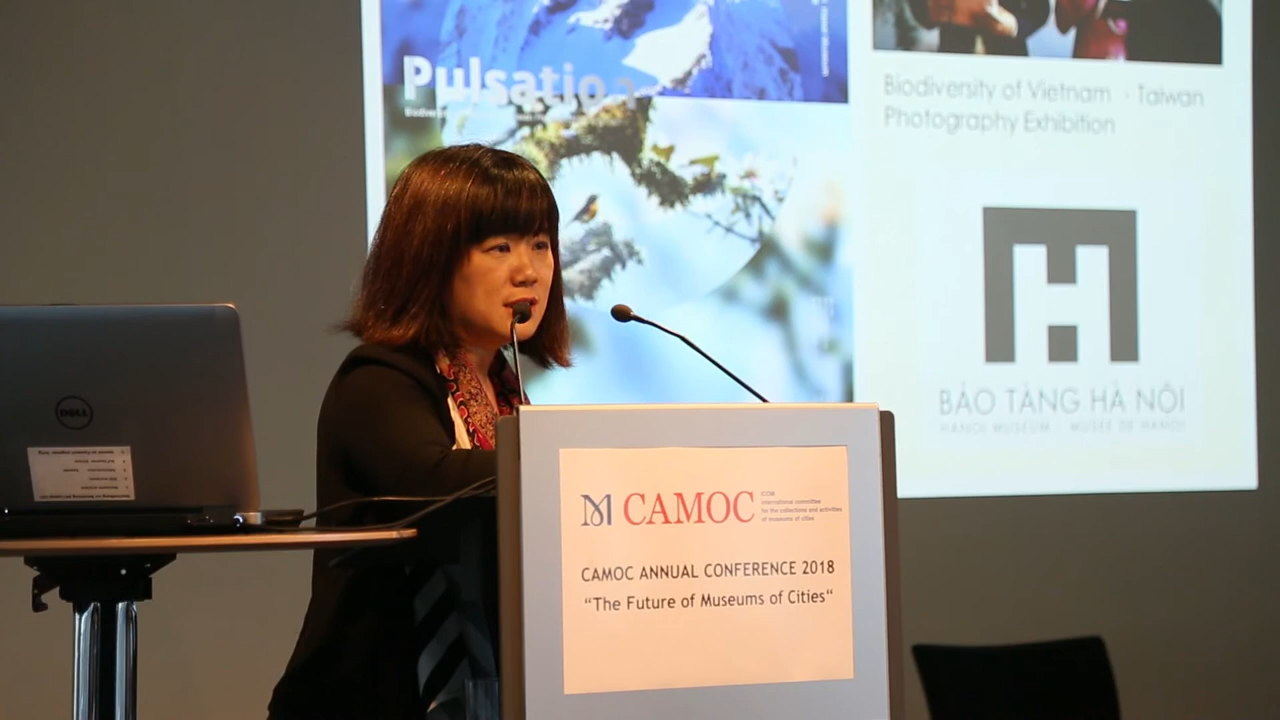 Pulsation
Biodiversity of Vietnam - Taiwan
Photography Exhibition
BẢO TÀNG HÀ NỘI
HANOI MUSEUM - MUSÉE DE HANOI
DELL
CAMOC
ICOM
international committee
for the collections and activities
of museums of cities
CAMOC ANNUAL CONFERENCE 2018
“The Future of Museums of Cities“